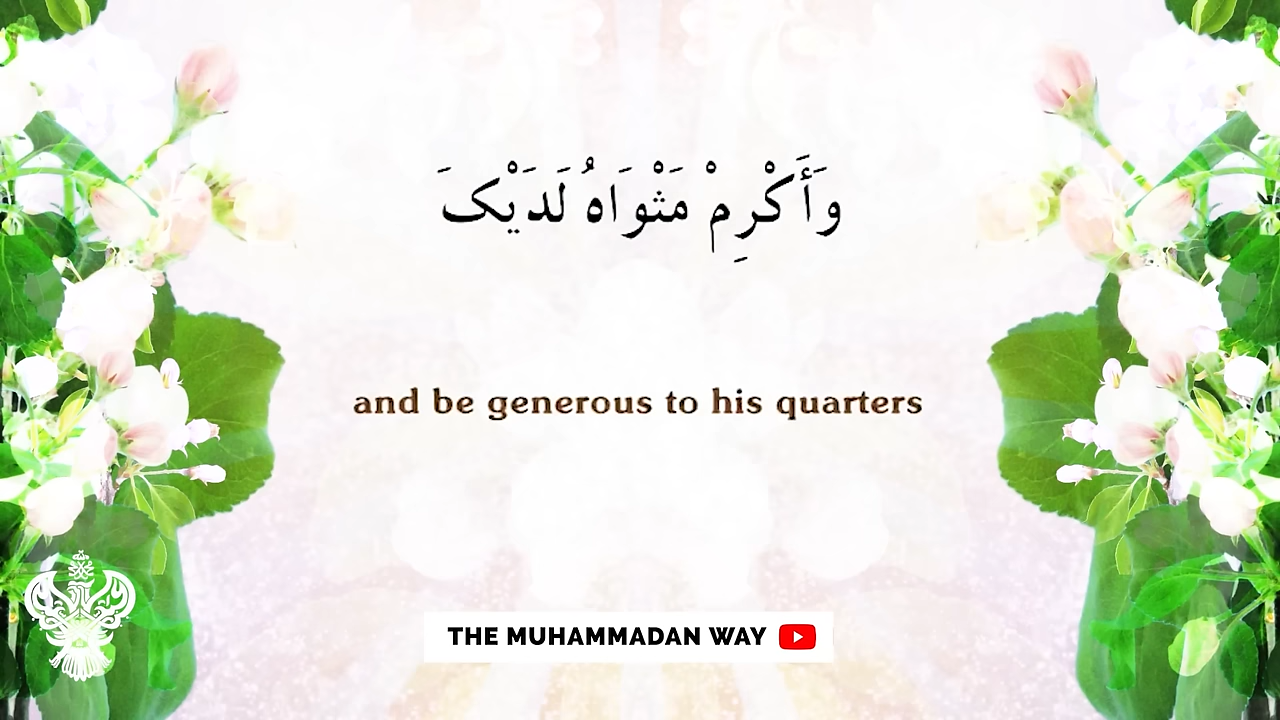 وَأَكْرِمْ مَثْوَاهُ لَدَيْکَ
and be generous to his quarters
THE MUHAMMADAN WAY